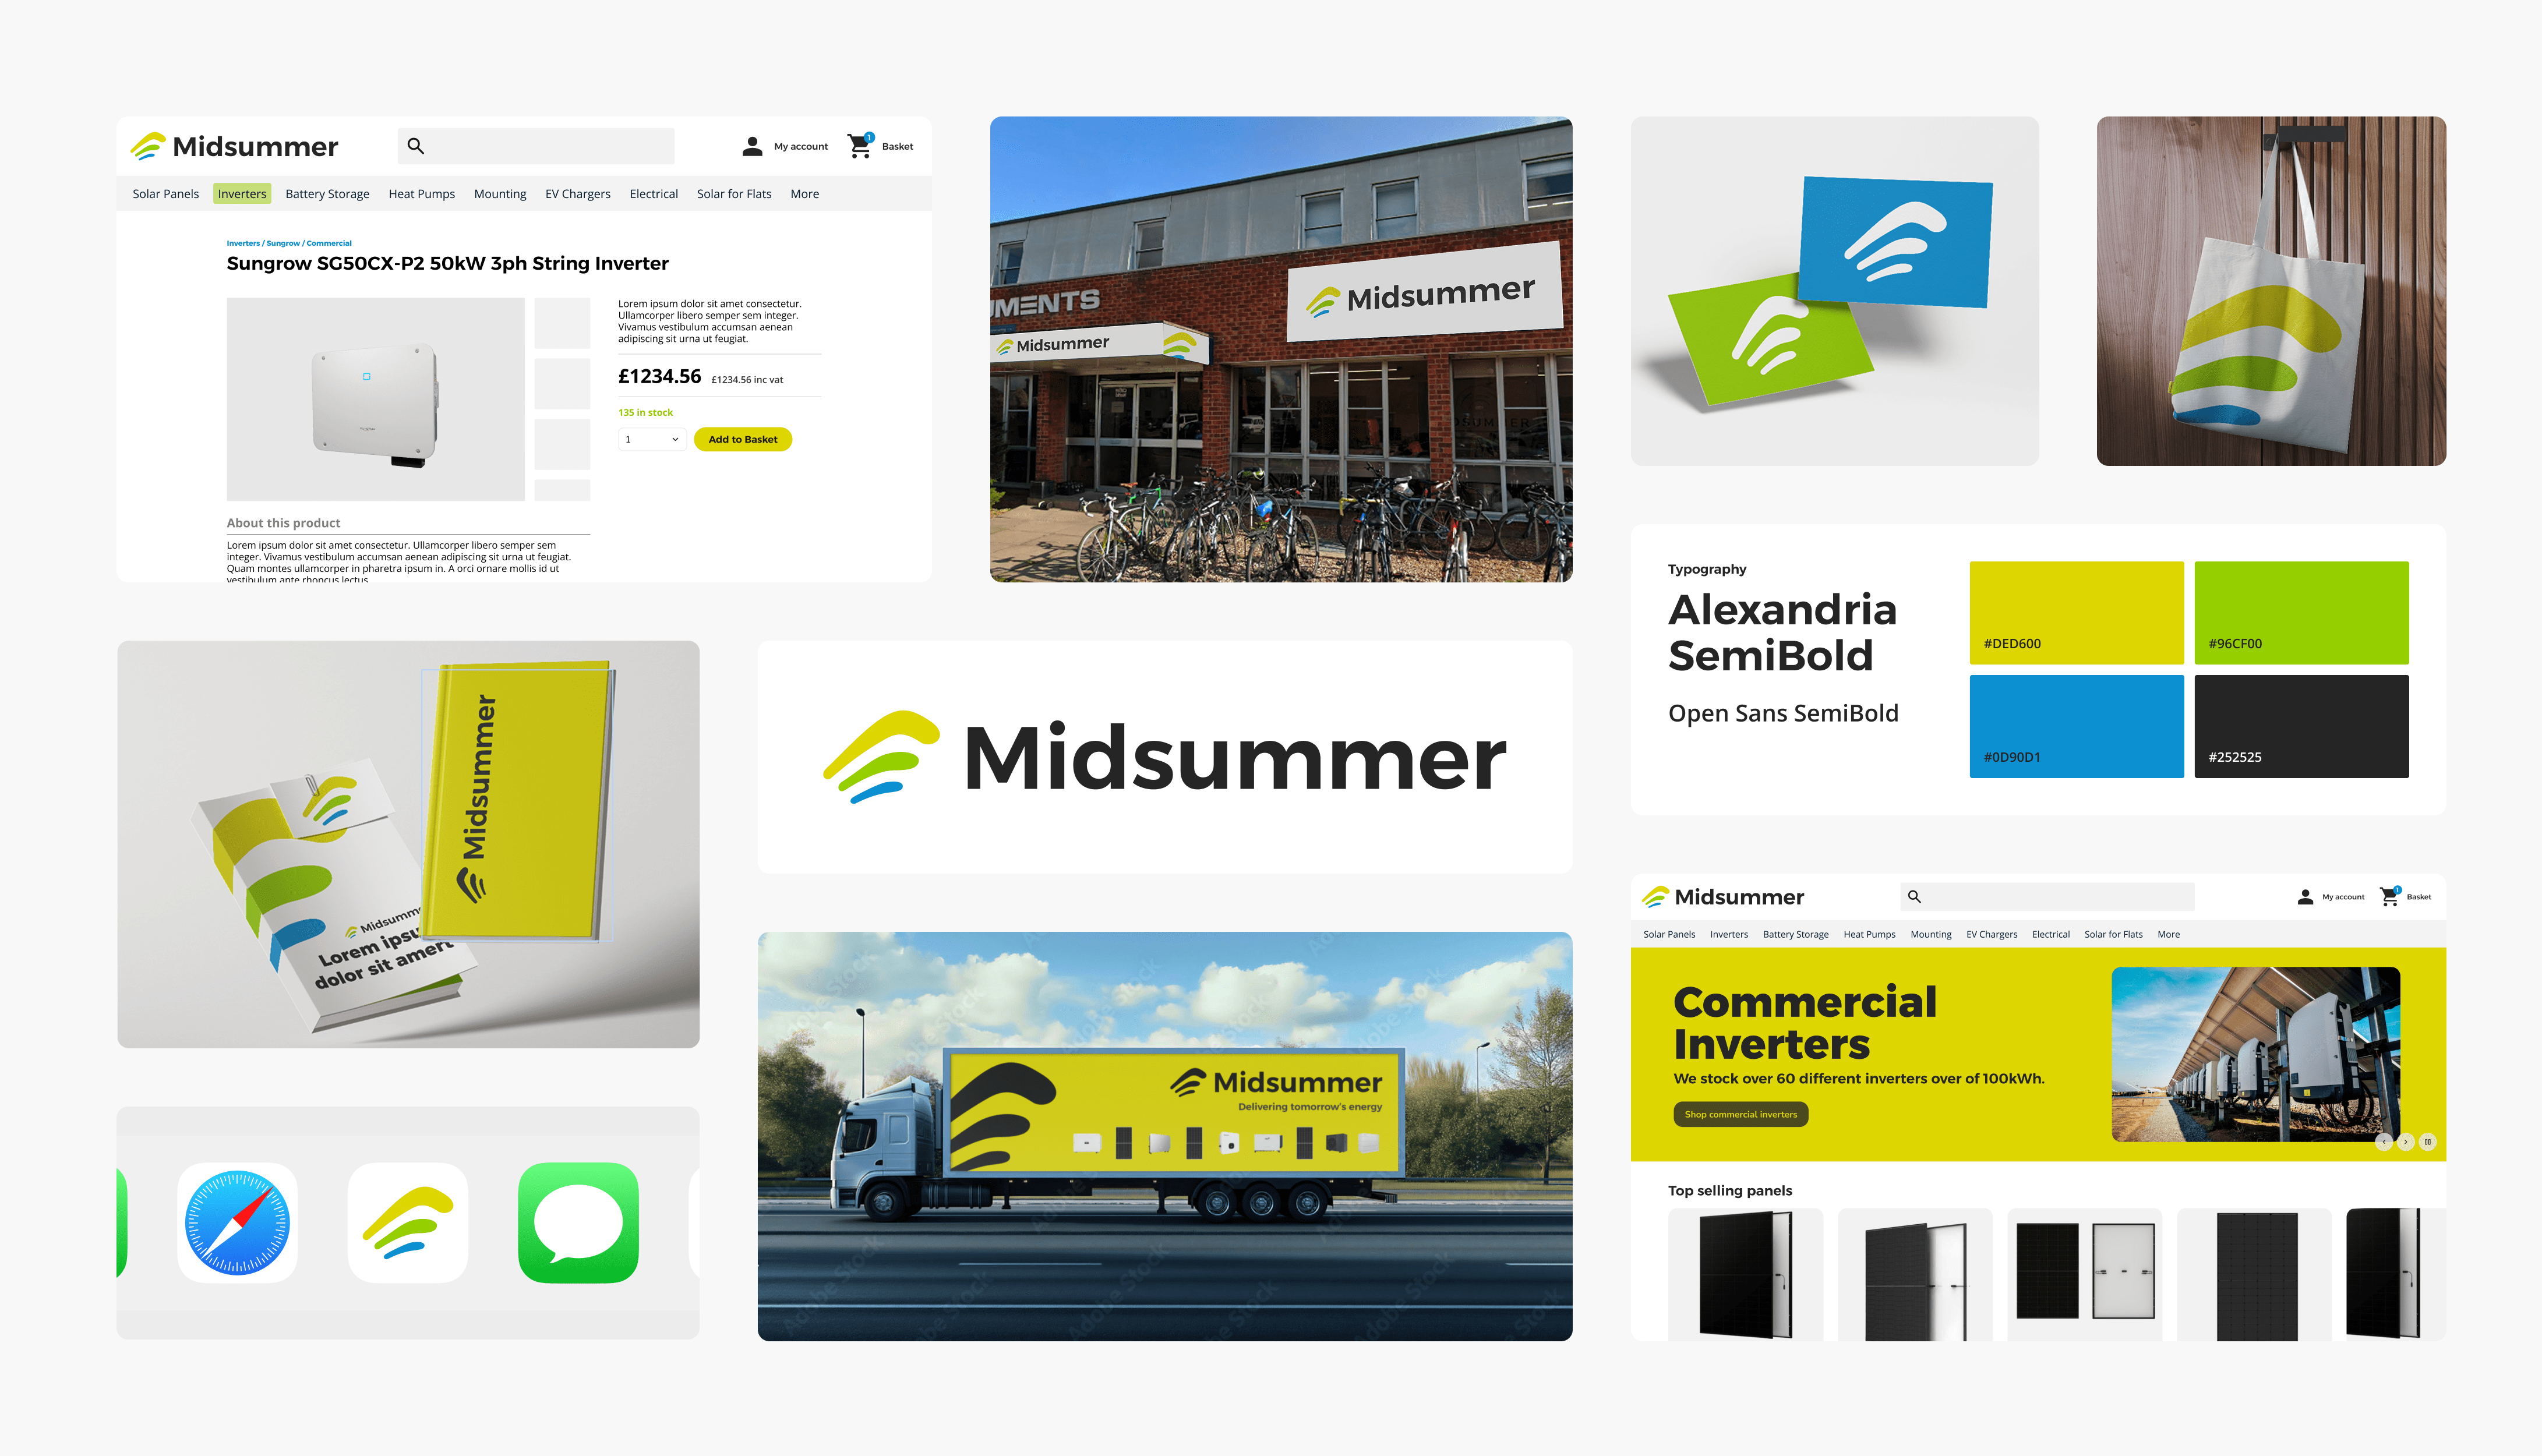 Midsummer
My account
1
Basket
Solar Panels
Inverters
Battery Storage
Heat Pumps
Mounting
EV Chargers
Electrical
Solar for Flats
More
Inverters / Sungrow / Commercial
Sungrow SG50CX-P2 50kW 3ph String Inverter
Lorem ipsum dolor sit amet consectetur.
Ullamcorper libero semper sem integer.
Vivamus vestibulum accumsan aenean
adipiscing sit urna ut feugiat.
£1234.56 £1234.56 inc vat
135 in stock
1
Add to Basket
About this product
Lorem ipsum dolor sit amet consectetur. Ullamcorper libero semper sem
integer. Vivamus vestibulum accumsan aenean adipiscing sit urna ut feugiat.
Quam montes ullamcorper in pharetra ipsum in. A orci ornare mollis id ut
vestibulum ante rhoncus lectus.
UMENTS
Midsummer
Midsummer
Typography
Alexandria
SemiBold
Open Sans SemiBold
#DED600
#96CF00
#0D90D1
#252525
Midsummer
Midsumm
Lorem ipsu
dolor sit amert
Midsummer
Midsummer
Delivering tomorrow's energy
Adobe Stock
Midsummer
My account
1
Basket
Solar Panels
Inverters
Battery Storage
Heat Pumps
Mounting
EV Chargers
Electrical
Solar for Flats
More
Commercial
Inverters
We stock over 60 different inverters over of 100kWh.
Shop commercial inverters
Top selling panels